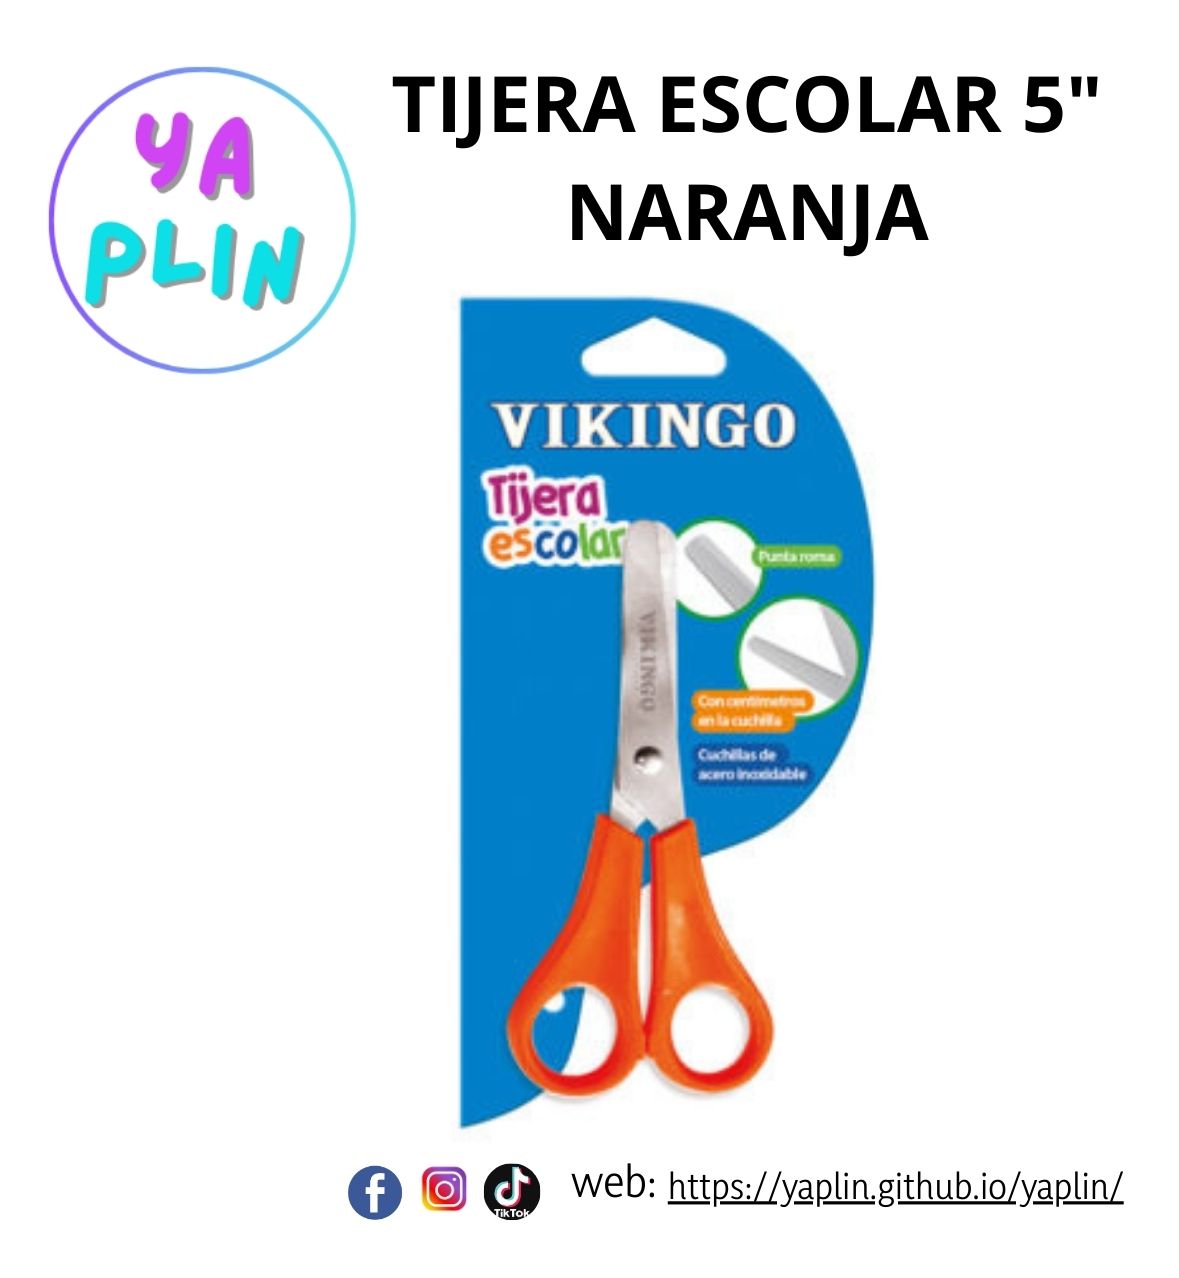 YA
PLIN
TIJERA ESCOLAR 5"
NARANJA
VIKINGO
Tijera
escolar
Punta roma
VIKINGO
Con centimetros
en la cuchilla
Cuchillas de
acero inoxidable
TikTok
web: https://yaplin.github.io/yaplin/